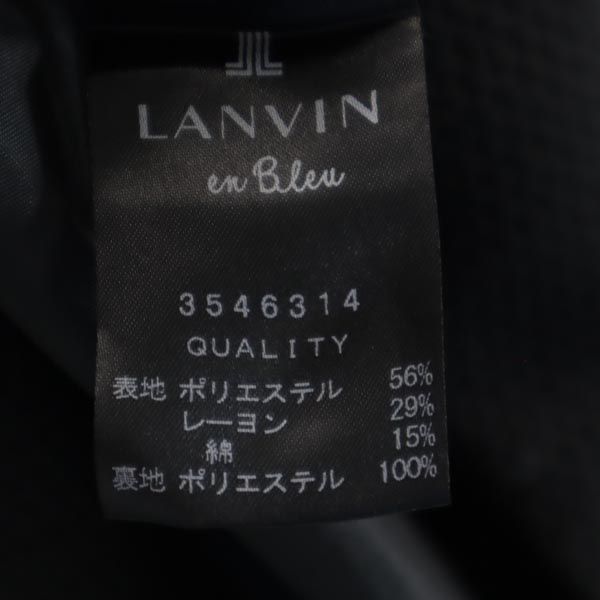 LANVIN
en Bleu
3546314
QUALITY
表地 ポリエステル 56%
レーヨン 29%
綿 15%
裏地 ポリエステル 100%